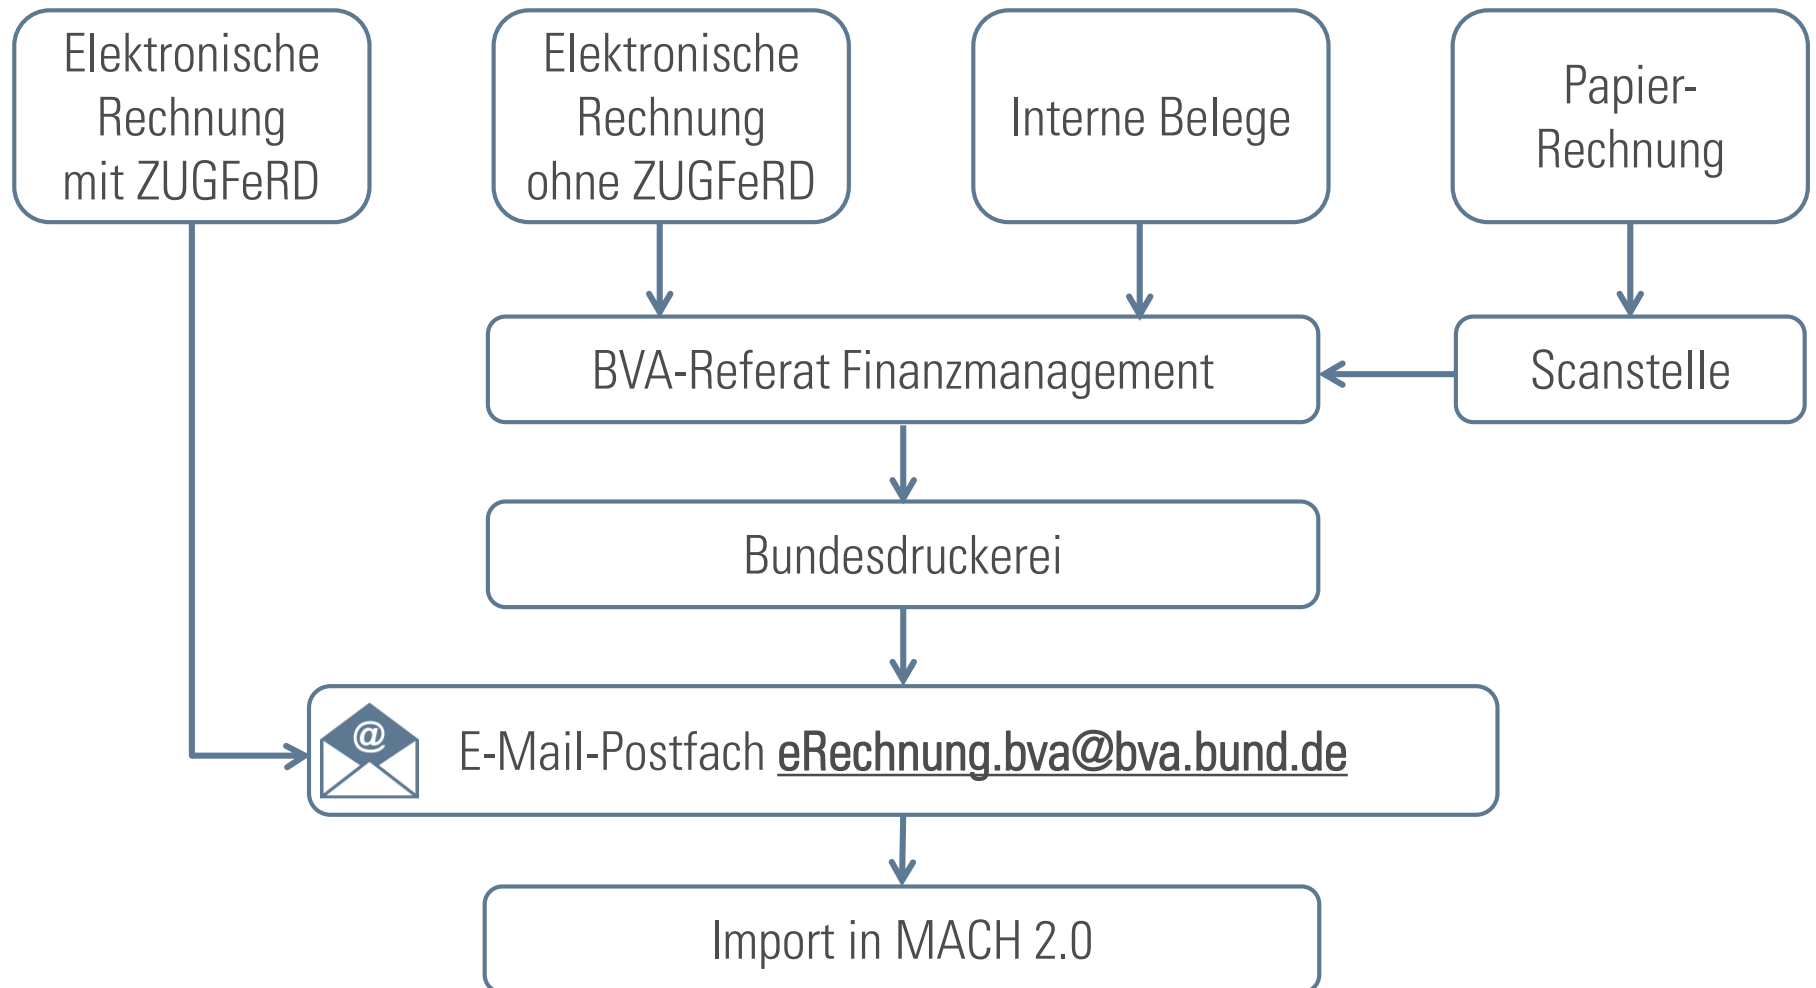 Elektronische
Rechnung
mit ZUGFeRD
Elektronische
Rechnung
ohne ZUGFeRD
Interne Belege
Papier-
Rechnung
BVA-Referat Finanzmanagement
Scanstelle
Bundesdruckerei
@
E-Mail-Postfach eRechnung.bva@bva.bund.de
Import in MACH 2.0